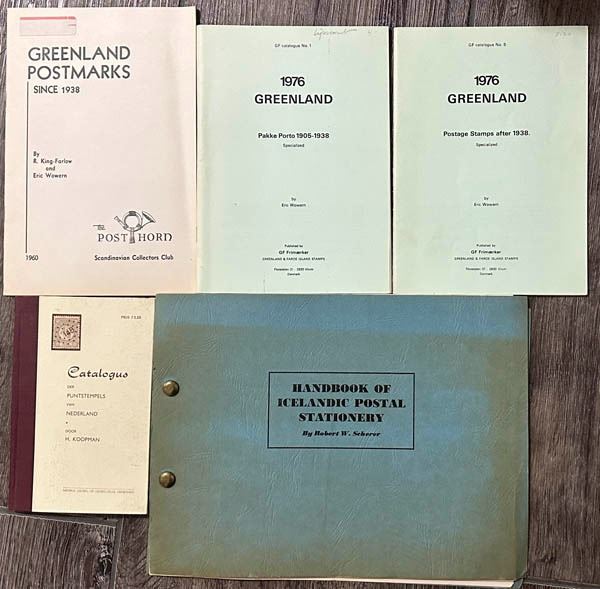 GREENLAND
POSTMARKS
SINCE 1938
By
R. King-Farlow
and
Eric Wowern
The
POST HORN
1960
Scandinavian Collectors Club
GF catalogue No. 1
1976
GREENLAND
Pakke Porto 1905-1938
Specialized
by
Eric Wowern
Published by
GF Frimærker
GREENLAND & FAROE ISLAND STAMPS
Denmark
GF catalogue No. 5
1976
GREENLAND
Postage Stamps after 1938.
Specialized
by
Eric Wowern
Published by
GF Frimærker
GREENLAND & FAROE ISLAND STAMPS
Denmark
Catalogus
DER
PUNTSTEMPELS
VAN
NEDERLAND
DOOR
H. KOOPMAN
HANDBOOK OF
ICELANDIC POSTAL
STATIONERY
By Robert W. Scherer